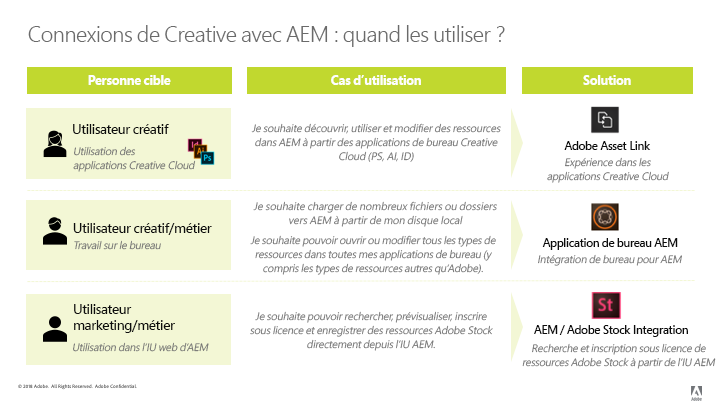 Connexions de Creative avec AEM : quand les utiliser ?
Personne cible
Cas d'utilisation
Solution
Utilisateur créatif
Utilisation des
applications Creative Cloud
Id
Ai
Ps
Je souhaite découvrir, utiliser et modifier des ressources
dans AEM à partir des applications de bureau Creative
Cloud (PS, AI, ID)
Adobe Asset Link
Expérience dans les
applications Creative Cloud
Utilisateur créatif/métier
Travail sur le bureau
Je souhaite charger de nombreux fichiers ou dossiers
vers AEM à partir de mon disque local
Je souhaite pouvoir ouvrir ou modifier tous les types de
ressources dans toutes mes applications de bureau (y
compris les types de ressources autres qu'Adobe).
Application de bureau AEM
Intégration de bureau pour AEM
Utilisateur
marketing/métier
Utilisation dans l'IU web d'AEM
Je souhaite pouvoir rechercher, prévisualiser, inscrire
sous licence et enregistrer des ressources Adobe Stock
directement depuis l'IU AEM.
St
AEM / Adobe Stock Integration
Recherche et inscription sous licence de
ressources Adobe Stock à partir de l'IU AEM
© 2018 Adobe. All Rights Reserved. Adobe Confidential.
Adobe